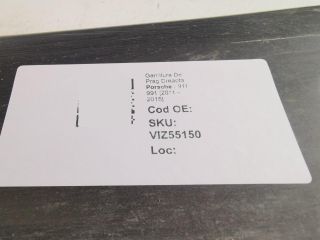 Garnitura De
Prag Dreapta
Porsche 911
991 (2011 -
2015)
Cod OE:
SKU:
VIZ55150
Loc: